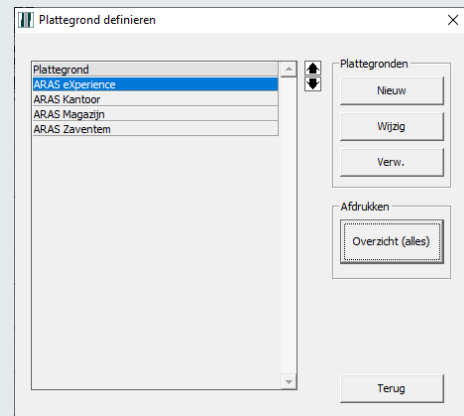 Plattegrond definieren
Plattegrond
ARAS eXperience
ARAS Kantoor
ARAS Magazijn
ARAS Zaventem
Plattegronden
Nieuw
Wijzig
Verw.
Afdrukken
Overzicht (alles)
Terug